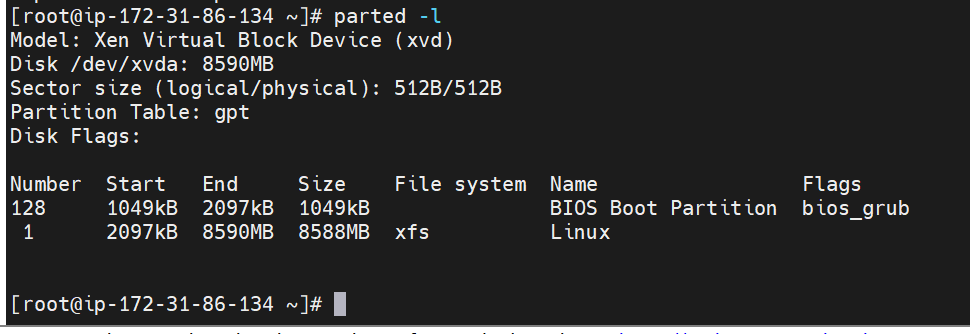 [root@ip-172-31-86-134 ~]# parted -l
Model: Xen Virtual Block Device (xvd)
Disk /dev/xvda: 8590MB
Sector size (logical/physical): 512B/512B
Partition Table: gpt
Disk Flags:
Number  Start   End     Size    File system  Name                 Flags
128     1049kB  2097kB  1049kB               BIOS Boot Partition  bios_grub
 1      2097kB  8590MB  8588MB  xfs          Linux
[root@ip-172-31-86-134 ~]#